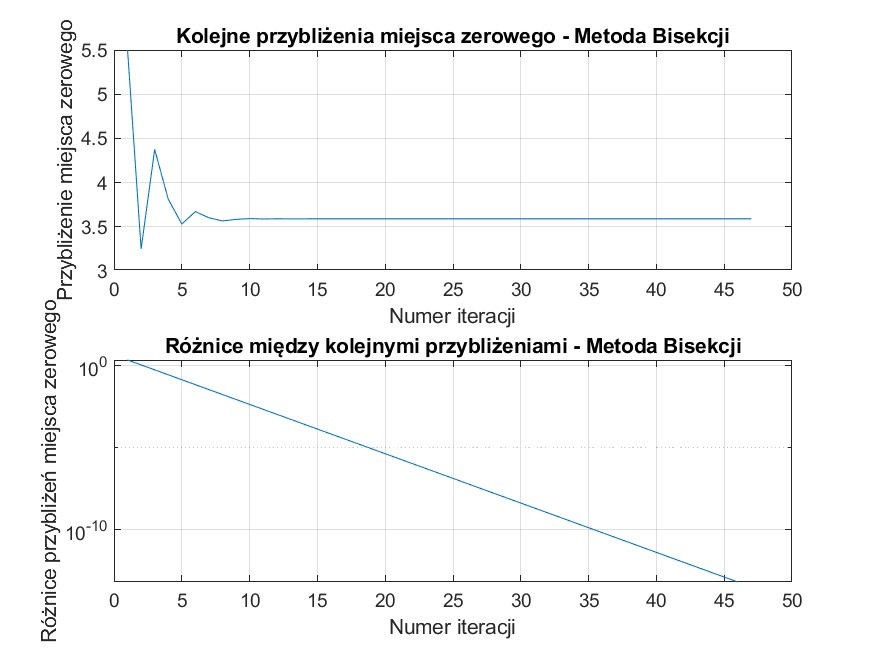 Kolejne przybliżenia miejsca zerowego - Metoda Bisekcji
Przybliżenie miejsca zerowego
5.5
5
4.5
4
3.5
3
0 5 10 15 20 25 30 35 40 45 50
Numer iteracji
Różnice między kolejnymi przybliżeniami - Metoda Bisekcji
Różnice przybliżeń miejsca zerowego
10^0
10^-10
0 5 10 15 20 25 30 35 40 45 50
Numer iteracji